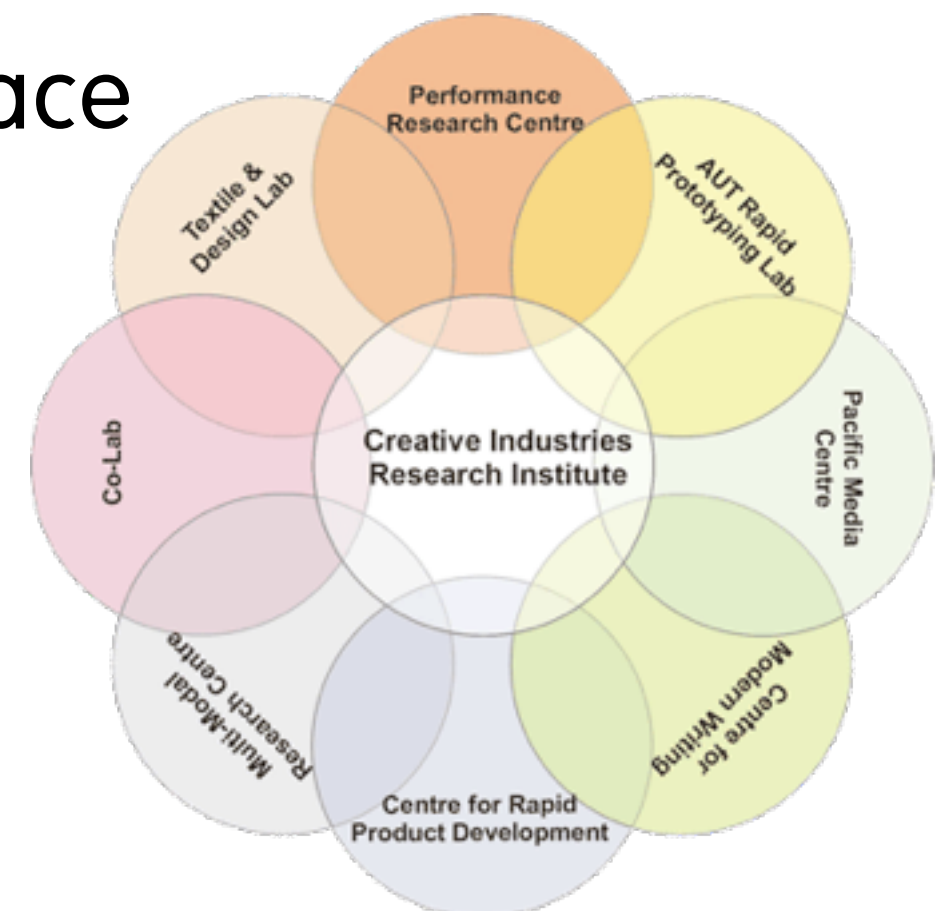 ace
Performance
Research Centre
AUT Rapid
Prototyping Lab
Pacific Media
Centre
Centre for
Modern Writing
Centre for Rapid
Product Development
Multi-Modal
Research Centre
Co-Lab
Textile &
Design Lab
Creative Industries
Research Institute